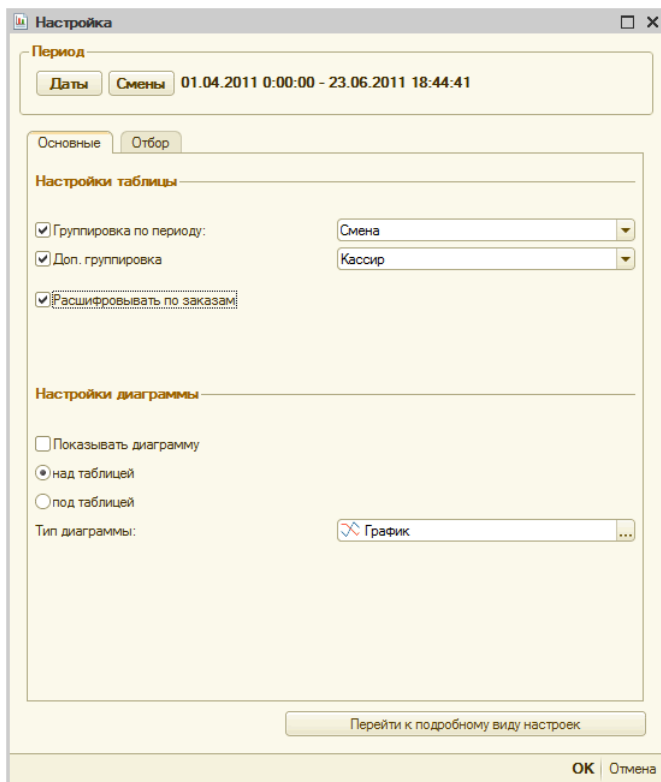 Настройка
Период
Даты Смены 01.04.2011 0:00:00 - 23.06.2011 18:44:41
Основные Отбор
Настройки таблицы
Группировка по периоду: Смена
Доп. группировка Кассир
Расшифровывать по заказам
Настройки диаграммы
Показывать диаграмму
над таблицей
под таблицей
Тип диаграммы: График ...
Перейти к подробному виду настроек
OK Отмена